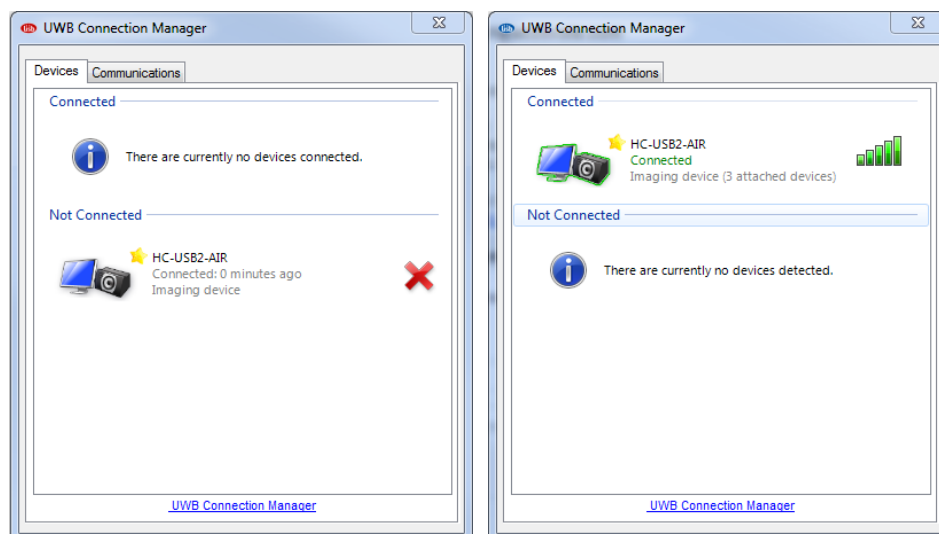 UWB Connection Manager
Devices
Communications
Connected
There are currently no devices connected.
Not Connected
HC-USB2-AIR
Connected: 0 minutes ago
Imaging device
UWB Connection Manager
UWB Connection Manager
Devices
Communications
Connected
HC-USB2-AIR
Connected
Imaging device (3 attached devices)
Not Connected
There are currently no devices detected.
UWB Connection Manager